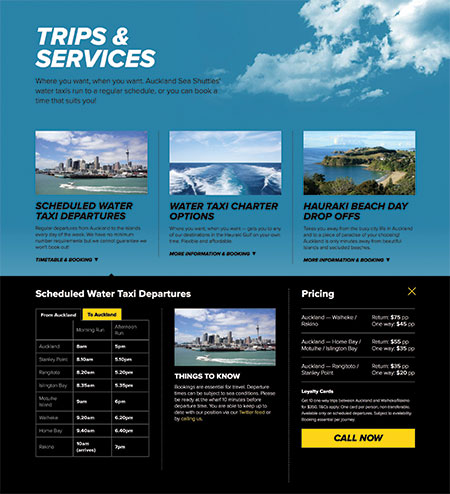 TRIPS &
SERVICES
Where you want, when you want. Auckland Sea Shuttles'
water taxis run to a regular schedule, or you can book a
time that suits you!
SCHEDULED WATER
TAXI DEPARTURES
Regular departures from Auckland to the islands
every day of the week. We have no minimum
number requirements but we cannot guarantee we
won't book out!
TIMETABLE & BOOKING ▼
WATER TAXI CHARTER
OPTIONS
Where you want, when you want – gets you to any
of our destinations in the Hauraki Gulf on your own
time. Flexible and affordable.
MORE INFORMATION & BOOKING ▼
HAURAKI BEACH DAY
DROP OFFS
Takes you away from the busy city life in Auckland
and to a piece of paradise of your choosing!
Auckland is only minutes away from beautiful
islands and secluded beaches.
MORE INFORMATION & BOOKING ▼
Scheduled Water Taxi Departures
From Auckland To Auckland
Morning Run Afternoon Run
Auckland 8am 5pm
Stanley Point 8.10am 5.10pm
Rangitoto 8.20am 5.20pm
Islington Bay 8.35am 5.35pm
Motuihe Island 9am 6pm
Waiheke 9.20am 6.20pm
Home Bay 9.40am 6.40pm
Rakino 10am (arrives) 7pm
THINGS TO KNOW
Bookings are essential for travel. Departure
times can be subject to sea conditions. Please
be ready at the wharf 10 minutes before
departure time. You are able to keep up to
date with our position via our Twitter feed or
by calling us.
Pricing
Auckland — Waiheke / Rakino
Return: $75 pp
One way: $45 pp
Auckland — Home Bay / Motuihe / Islington Bay
Return: $55 pp
One way: $35 pp
Auckland — Rangitoto / Stanley Point
Return: $35 pp
One way: $20 pp
Loyalty Cards
Get 10 one-way trips between Auckland and Waiheke/Rakino
for $350. T&Cs apply. One card per person, non-transferable.
Available only on scheduled departures. Subject to availability.
Booking essential per journey.
CALL NOW